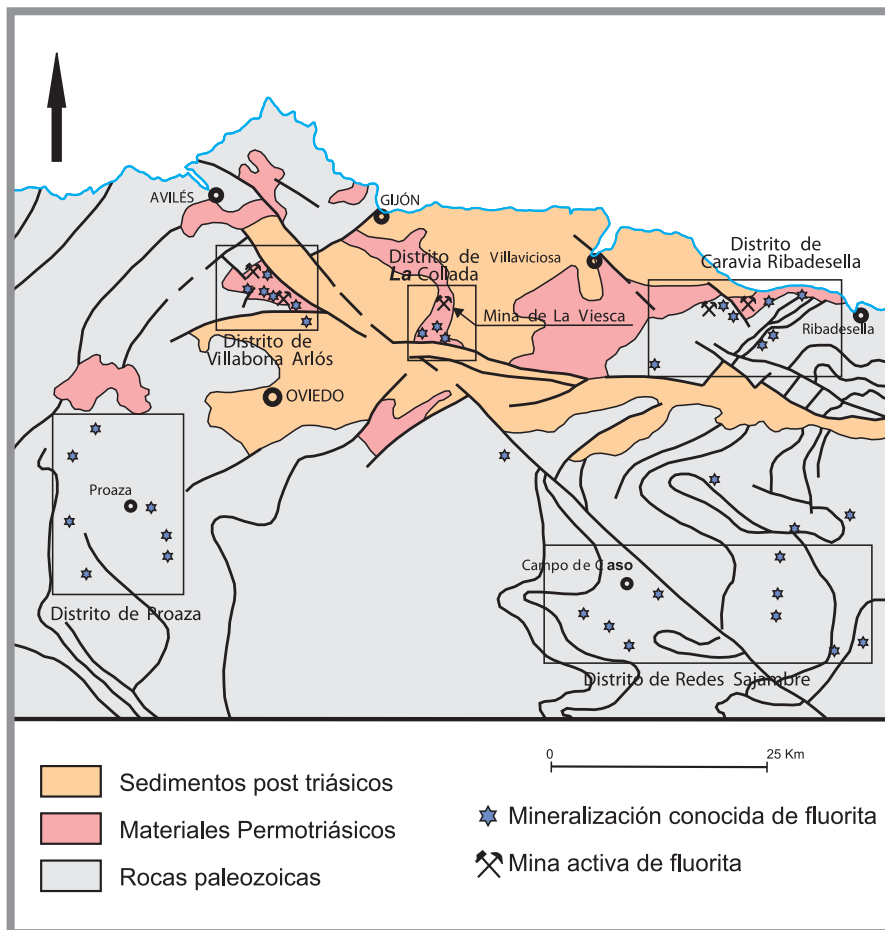 AVILÉS
GIJÓN
Distrito de
La Collada
Villaviciosa
Distrito de
Caravia Ribadesella
Mina de La Viesca
Ribadesella
Distrito de
Villabona Arlós
OVIEDO
Proaza
Distrito de Proaza
Campo de Caso
Distrito de Redes Sajambre
0
25 Km
Sedimentos post triásicos
Materiales Permotriásicos
Rocas paleozoicas
Mineralización conocida de fluorita
Mina activa de fluorita